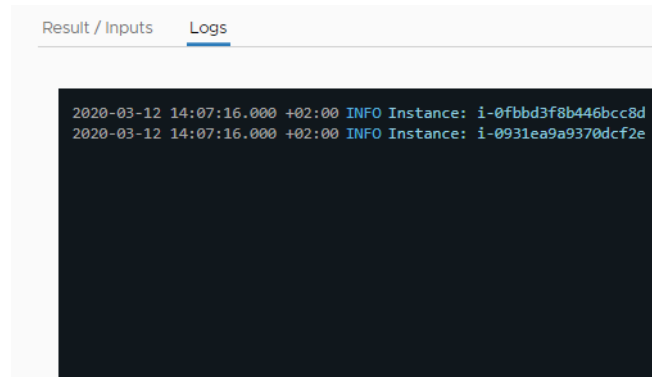 Result / Inputs Logs
2020-03-12 14:07:16.000 +02:00 INFO Instance: i-0fbbd3f8b446bcc8d
2020-03-12 14:07:16.000 +02:00 INFO Instance: i-0931ea9a9370dcf2e